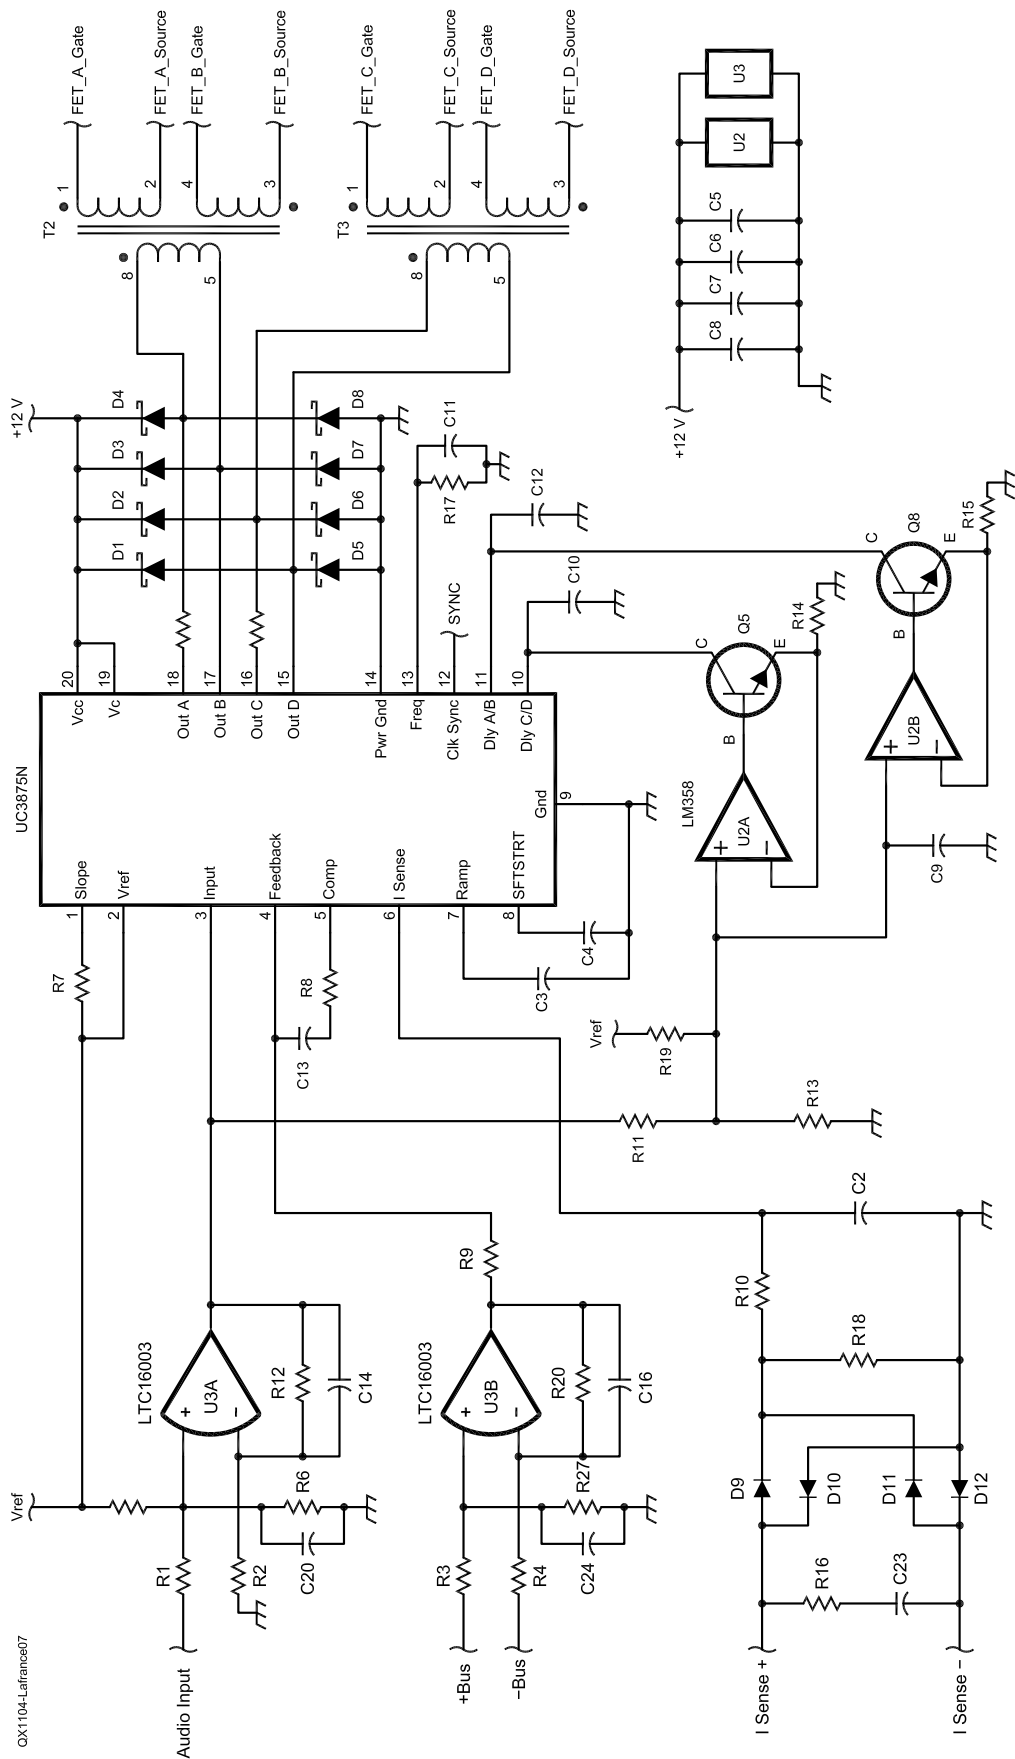 QX1104-Lafrance07
Audio Input
+Bus
−Bus
I Sense +
I Sense −
Vref
R1
R2
R6
C20
LTC16003
U3A
+
−
R12
C14
R3
R4
R27
C24
LTC16003
U3B
+
−
R20
C16
R9
R16
C23
D9
D10
D11
D12
R18
R10
C2
R7
C13
R8
C3
C4
R11
R13
Vref
R19
UC3875N
1
Slope
2
Vref
3
Input
4
Feedback
5
Comp
6
I Sense
7
Ramp
8
SFTSTRT
Gnd
9
Vcc
20
Vc
19
Out A
18
Out B
17
Out C
16
Out D
15
Pwr Gnd
14
Freq
13
Clk Sync
12
Dly A/B
11
Dly C/D
10
SYNC
+12 V
D1
D2
D3
D4
D5
D6
D7
D8
R17
C11
C12
C10
LM358
U2A
+
−
B
C
Q5
E
R14
C9
U2B
+
−
B
C
Q8
E
R15
T2
8
5
1
2
4
3
FET_A_Gate
FET_A_Source
FET_B_Gate
FET_B_Source
T3
8
5
1
2
4
3
FET_C_Gate
FET_C_Source
FET_D_Gate
FET_D_Source
+12 V
C8
C7
C6
C5
U2
U3